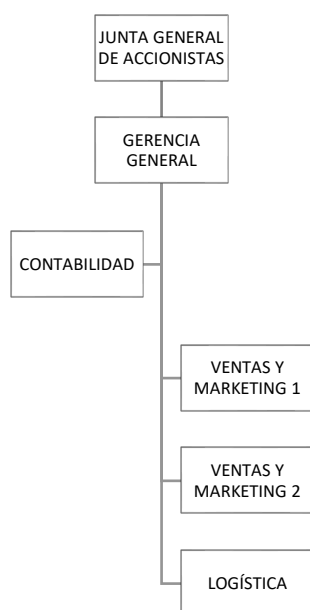 JUNTA GENERAL
DE ACCIONISTAS
GERENCIA
GENERAL
CONTABILIDAD
VENTAS Y
MARKETING 1
VENTAS Y
MARKETING 2
LOGÍSTICA